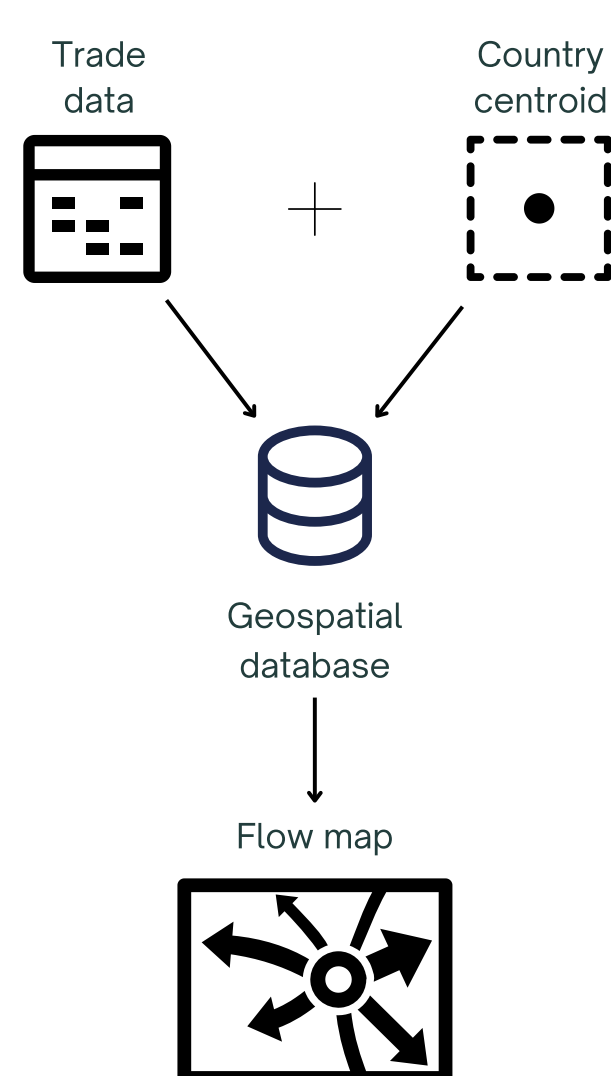 Trade
data
Country
centroid
Geospatial
database
Flow map